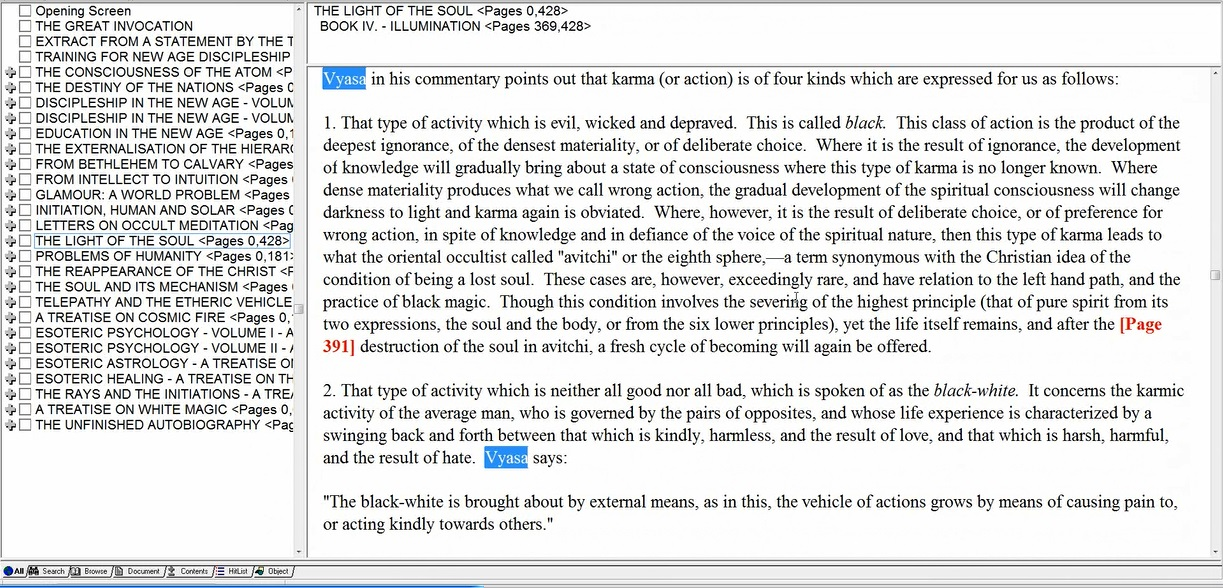 Opening Screen
THE GREAT INVOCATION
EXTRACT FROM A STATEMENT BY THE T
TRAINING FOR NEW AGE DISCIPLESHIP
THE CONSCIOUSNESS OF THE ATOM <P
THE DESTINY OF THE NATIONS <Pages 0
DISCIPLESHIP IN THE NEW AGE - VOLUM
DISCIPLESHIP IN THE NEW AGE - VOLUM
EDUCATION IN THE NEW AGE <Pages 0,1
THE EXTERNALISATION OF THE HIERARC
FROM BETHLEHEM TO CALVARY <Pages
FROM INTELLECT TO INTUITION <Pages
GLAMOUR: A WORLD PROBLEM <Pages
INITIATION, HUMAN AND SOLAR <Pages 0
LETTERS ON OCCULT MEDITATION <Pag
THE LIGHT OF THE SOUL <Pages 0,428>
PROBLEMS OF HUMANITY <Pages 0,181>
THE REAPPEARANCE OF THE CHRIST <P
THE SOUL AND ITS MECHANISM <Pages
TELEPATHY AND THE ETHERIC VEHICLE
A TREATISE ON COSMIC FIRE <Pages 0,
ESOTERIC PSYCHOLOGY - VOLUME I - A
ESOTERIC PSYCHOLOGY - VOLUME II - A
ESOTERIC ASTROLOGY - A TREATISE O
ESOTERIC HEALING - A TREATISE ON TH
THE RAYS AND THE INITIATIONS - A TREA
A TREATISE ON WHITE MAGIC <Pages 0,
THE UNFINISHED AUTOBIOGRAPHY <Pag
THE LIGHT OF THE SOUL <Pages 0,428>
BOOK IV. - ILLUMINATION <Pages 369,428>
Vyasa in his commentary points out that karma (or action) is of four kinds which are expressed for us as follows:
1. That type of activity which is evil, wicked and depraved. This is called black. This class of action is the product of the
deepest ignorance, of the densest materiality, or of deliberate choice. Where it is the result of ignorance, the development
of knowledge will gradually bring about a state of consciousness where this type of karma is no longer known. Where
dense materiality produces what we call wrong action, the gradual development of the spiritual consciousness will change
darkness to light and karma again is obviated. Where, however, it is the result of deliberate choice, or of preference for
wrong action, in spite of knowledge and in defiance of the voice of the spiritual nature, then this type of karma leads to
what the oriental occultist called "avitchi" or the eighth sphere,—a term synonymous with the Christian idea of the
condition of being a lost soul. These cases are, however, exceedingly rare, and have relation to the left hand path, and the
practice of black magic. Though this condition involves the severing of the highest principle (that of pure spirit from its
two expressions, the soul and the body, or from the six lower principles), yet the life itself remains, and after the [Page
391] destruction of the soul in avitchi, a fresh cycle of becoming will again be offered.
2. That type of activity which is neither all good nor all bad, which is spoken of as the black-white. It concerns the karmic
activity of the average man, who is governed by the pairs of opposites, and whose life experience is characterized by a
swinging back and forth between that which is kindly, harmless, and the result of love, and that which is harsh, harmful,
and the result of hate. Vyasa says:
"The black-white is brought about by external means, as in this, the vehicle of actions grows by means of causing pain to,
or acting kindly towards others."
All Search Browse Document Contents HitList Object